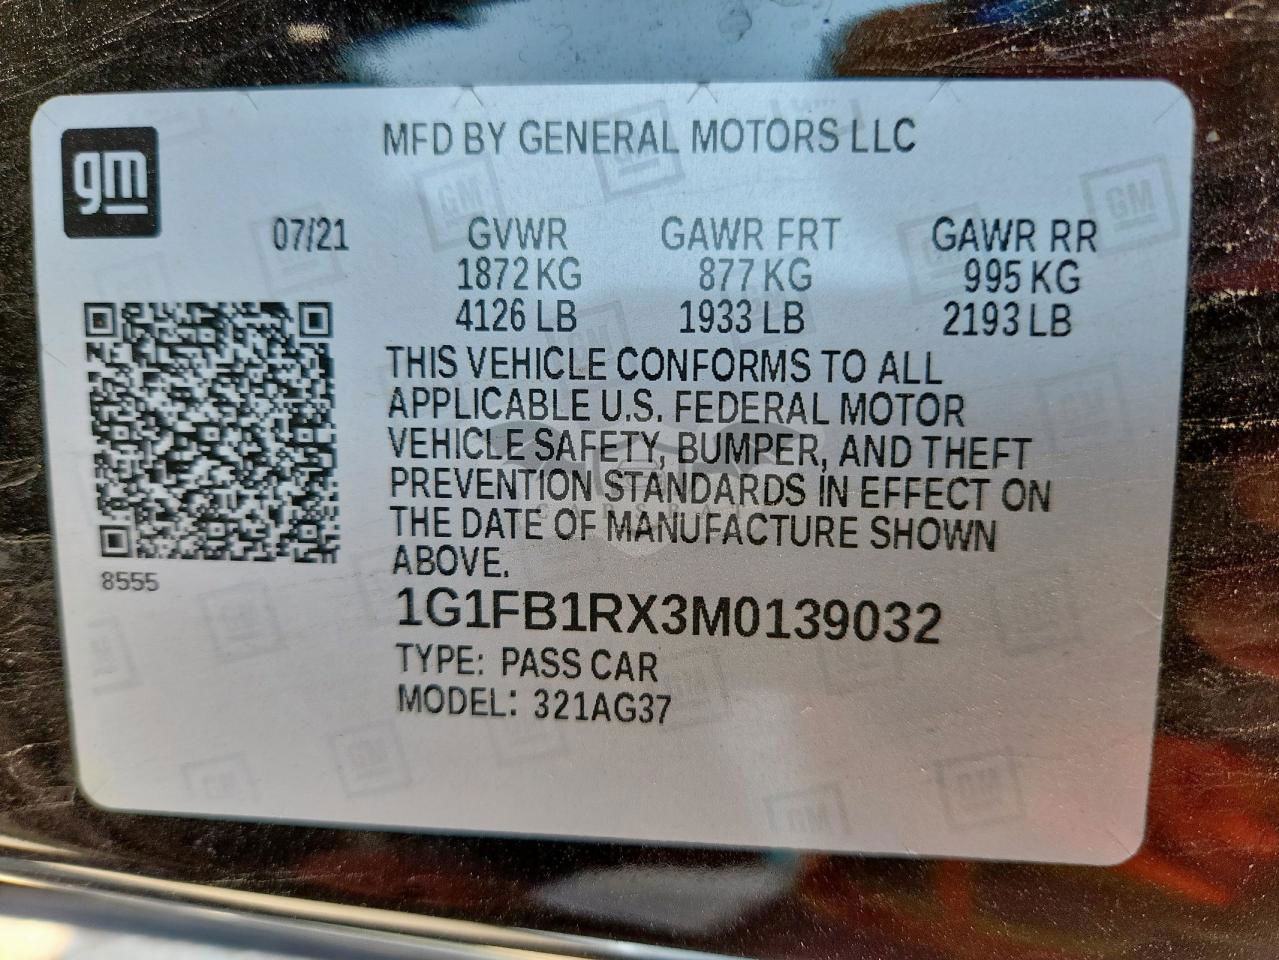 gm
MFD BY GENERAL MOTORS LLC
07/21 GVWR GAWR FRT GAWR RR
1872 KG 877 KG 995 KG
4126 LB 1933 LB 2193 LB
THIS VEHICLE CONFORMS TO ALL
APPLICABLE U.S. FEDERAL MOTOR
VEHICLE SAFETY, BUMPER, AND THEFT
PREVENTION STANDARDS IN EFFECT ON
THE DATE OF MANUFACTURE SHOWN
ABOVE.
8555
1G1FB1RX3M0139032
TYPE: PASS CAR
MODEL: 321AG37